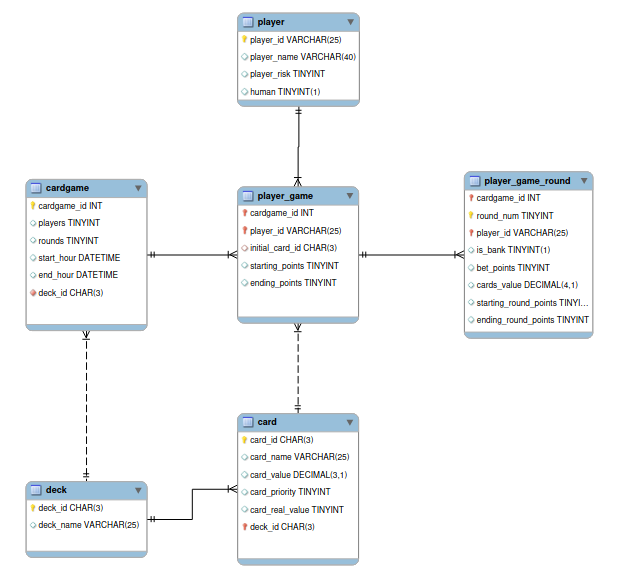 player
player_id VARCHAR(25)
player_name VARCHAR(40)
player_risk TINYINT
human TINYINT(1)
cardgame
cardgame_id INT
players TINYINT
rounds TINYINT
start_hour DATETIME
end_hour DATETIME
deck_id CHAR(3)
player_game
cardgame_id INT
player_id VARCHAR(25)
initial_card_id CHAR(3)
starting_points TINYINT
ending_points TINYINT
player_game_round
cardgame_id INT
round_num TINYINT
player_id VARCHAR(25)
is_bank TINYINT(1)
bet_points TINYINT
cards_value DECIMAL(4,1)
starting_round_points TINYI...
ending_round_points TINYINT
deck
deck_id CHAR(3)
deck_name VARCHAR(25)
card
card_id CHAR(3)
card_name VARCHAR(25)
card_value DECIMAL(3,1)
card_priority TINYINT
card_real_value TINYINT
deck_id CHAR(3)